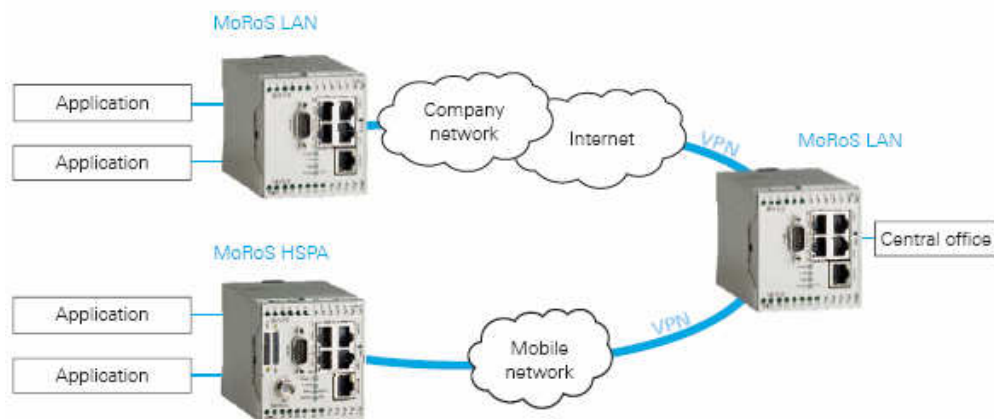 MoRoS LAN
Application
Application
Company
network
Internet
VPN
MoRoS LAN
Central office
MoRoS HSPA
Application
Application
Mobile
network
VPN